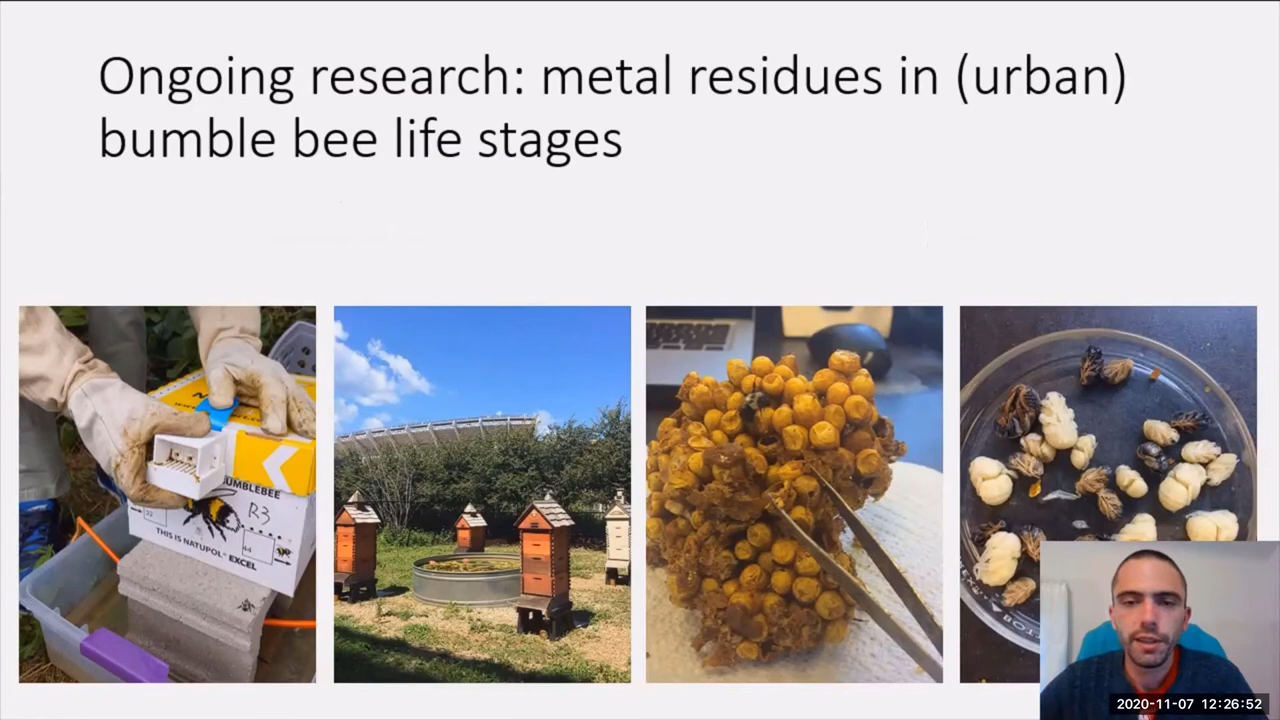 Ongoing research: metal residues in (urban)
bumble bee life stages
UMBLEBEE
R3
THIS IS NATUPOL® EXCEL
2020-11-07 12:26:52